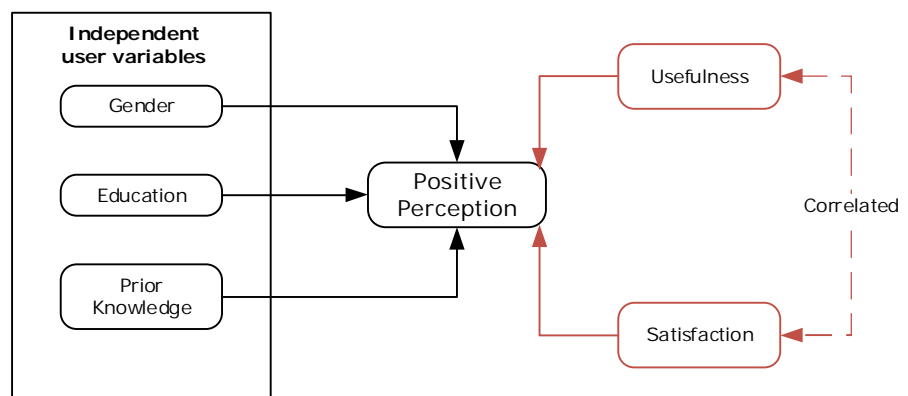 Independent
user variables
Gender
Education
Prior
Knowledge
Positive
Perception
Usefulness
Correlated
Satisfaction